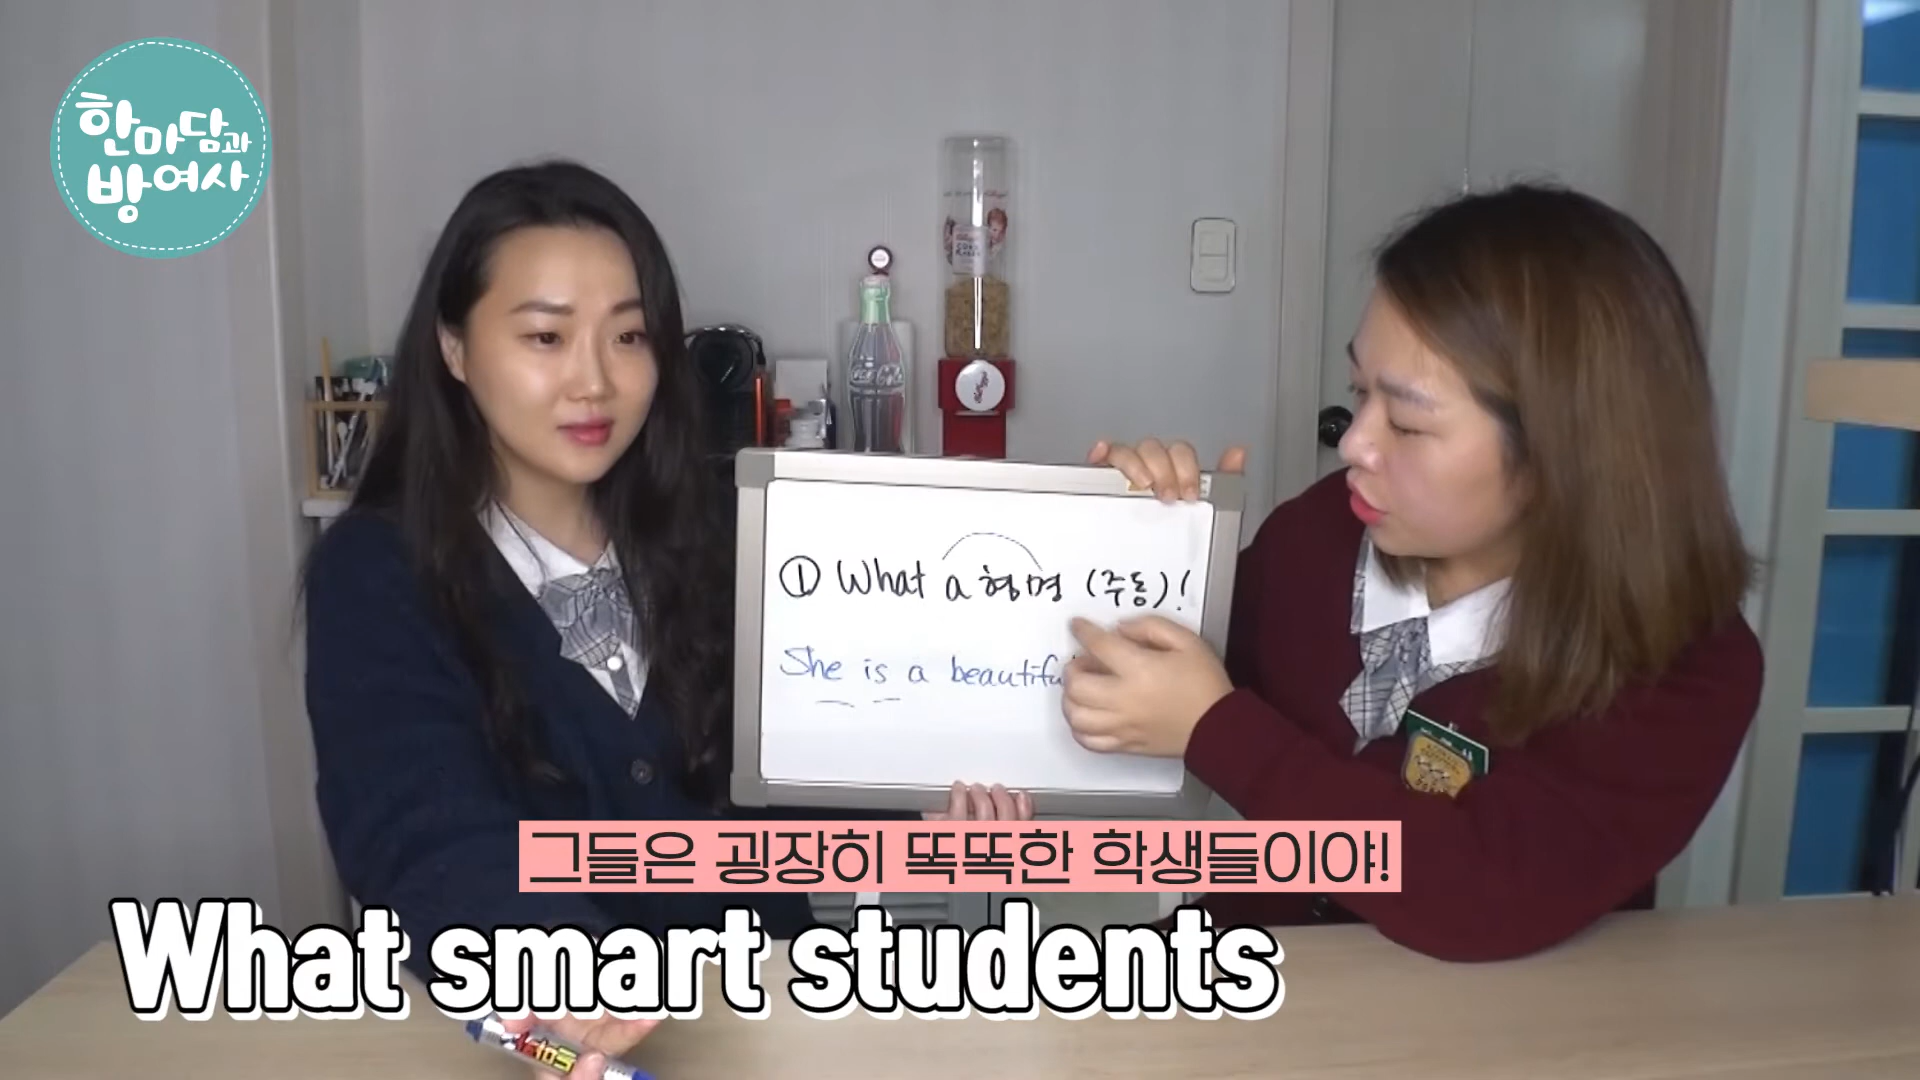 한마담과
방여사
① What a 형명 (주동)!
She is a
그들은 굉장히 똑똑한 학생들이야!
What smart students